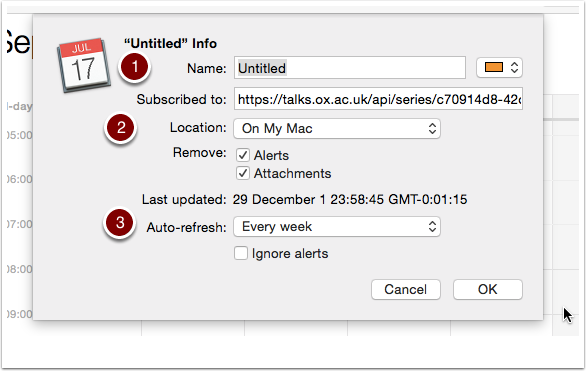 Sep
“Untitled” Info
JUL
17
1
Name: Untitled
Subscribed to: https://talks.ox.ac.uk/api/series/c70914d8-42c
2
Location: On My Mac
Remove: Alerts
Attachments
Last updated: 29 December 1 23:58:45 GMT-0:01:15
3
Auto-refresh: Every week
Ignore alerts
Cancel OK
l-day
05:00
06:00
07:00
08:00
09:00